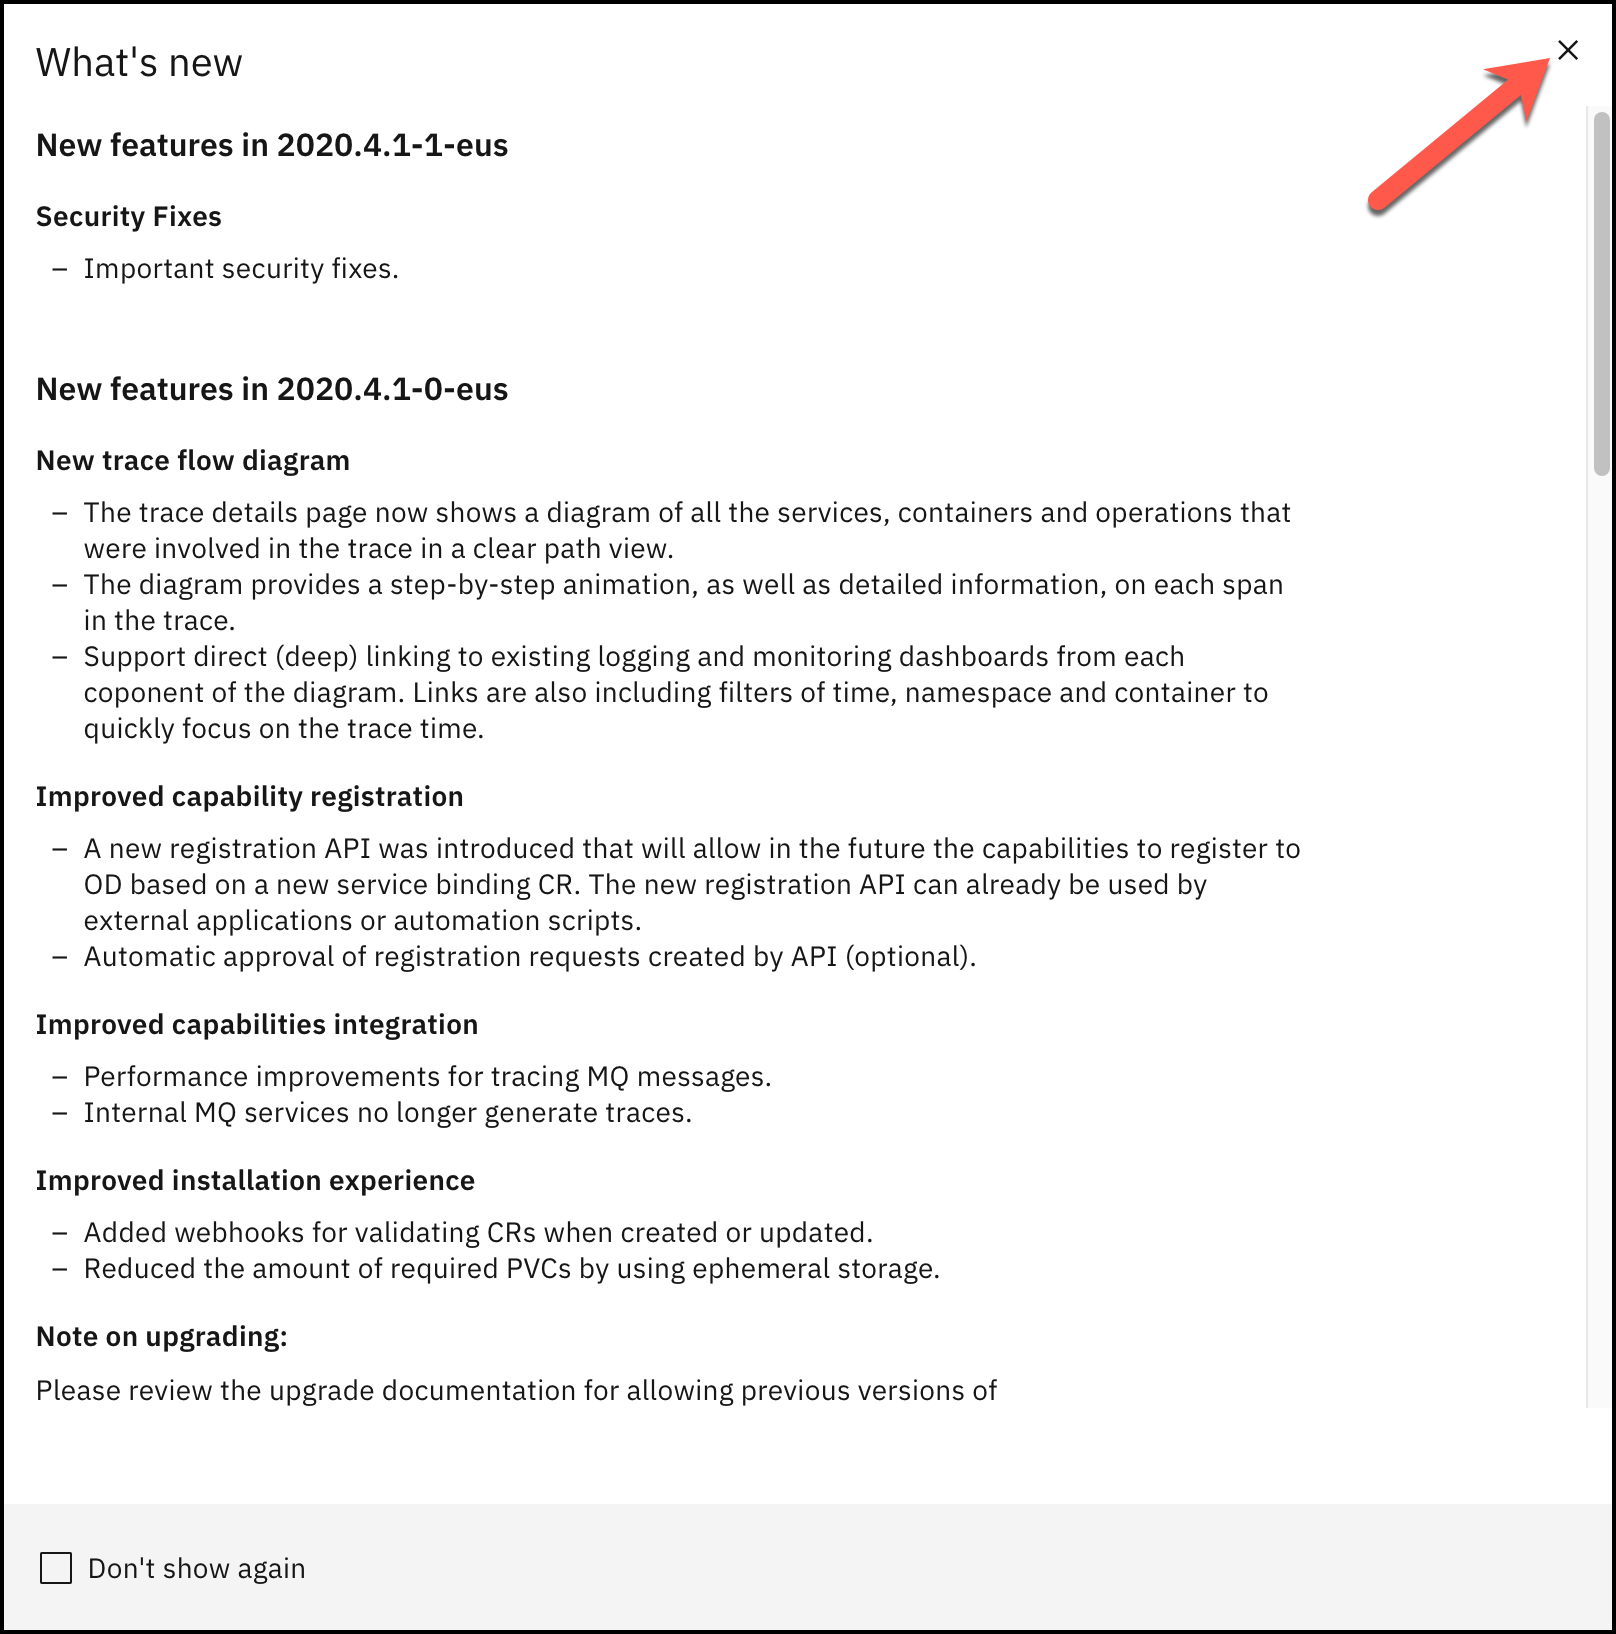 What's new
New features in 2020.4.1-1-eus
Security Fixes
– Important security fixes.
New features in 2020.4.1-0-eus
New trace flow diagram
– The trace details page now shows a diagram of all the services, containers and operations that
were involved in the trace in a clear path view.
– The diagram provides a step-by-step animation, as well as detailed information, on each span
in the trace.
– Support direct (deep) linking to existing logging and monitoring dashboards from each
coponent of the diagram. Links are also including filters of time, namespace and container to
quickly focus on the trace time.
Improved capability registration
– A new registration API was introduced that will allow in the future the capabilities to register to
OD based on a new service binding CR. The new registration API can already be used by
external applications or automation scripts.
– Automatic approval of registration requests created by API (optional).
Improved capabilities integration
– Performance improvements for tracing MQ messages.
– Internal MQ services no longer generate traces.
Improved installation experience
– Added webhooks for validating CRs when created or updated.
– Reduced the amount of required PVCs by using ephemeral storage.
Note on upgrading:
Please review the upgrade documentation for allowing previous versions of
Don't show again